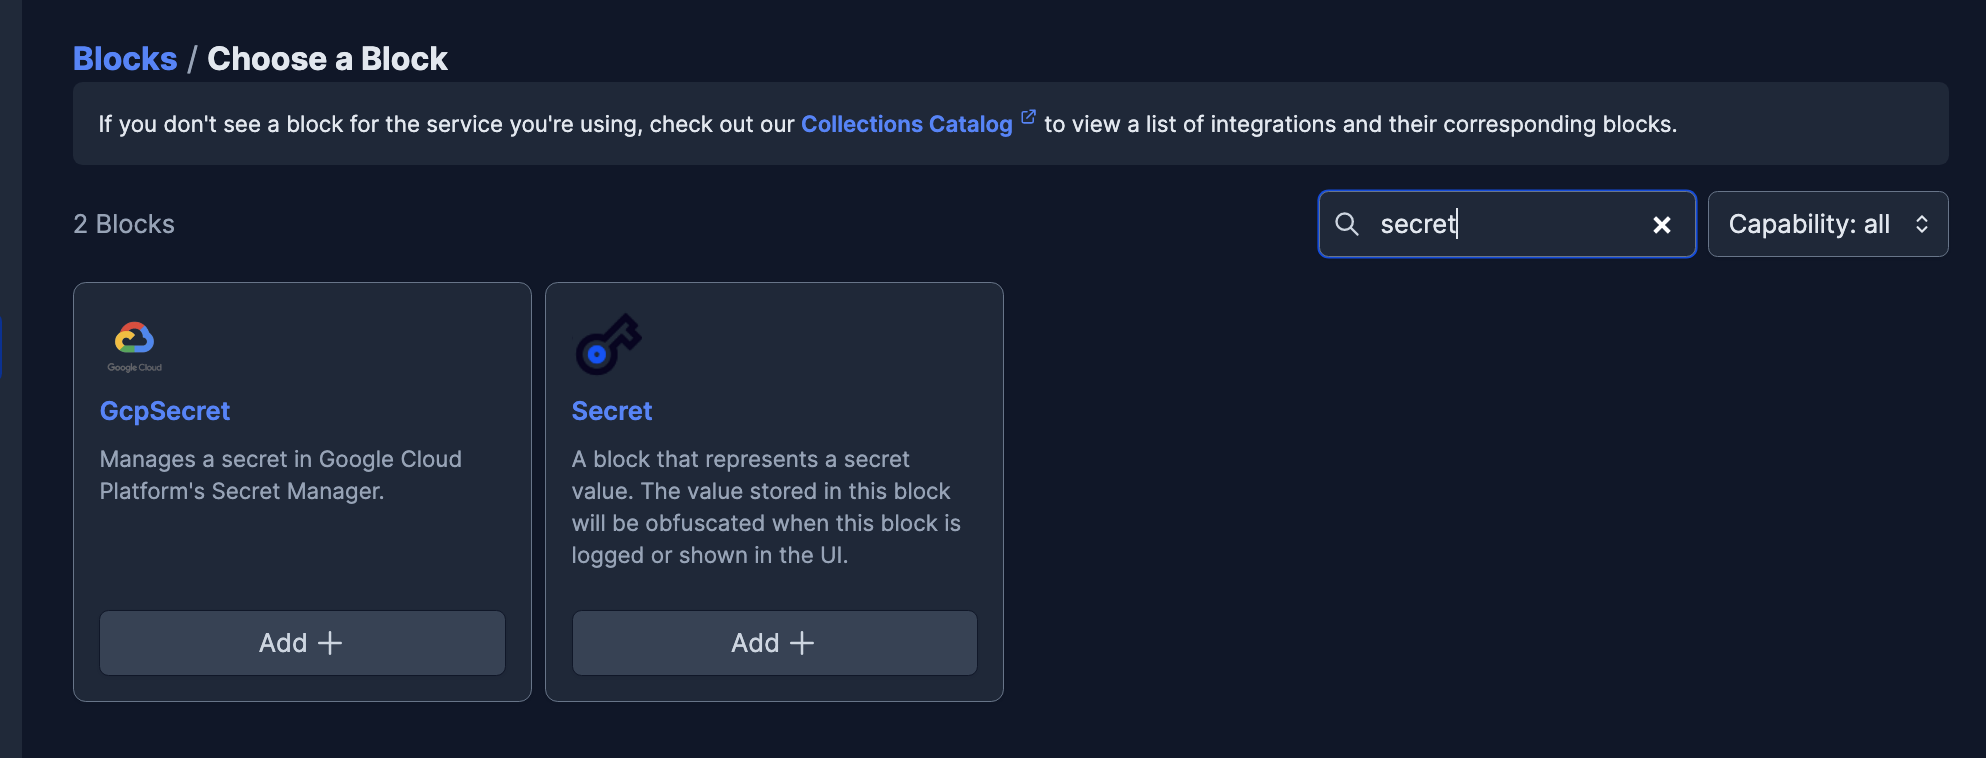 Blocks / Choose a Block
If you don't see a block for the service you're using, check out our Collections Catalog to view a list of integrations and their corresponding blocks.
2 Blocks
secret
Capability: all
Google Cloud
GcpSecret
Manages a secret in Google Cloud
Platform's Secret Manager.
Add
Secret
A block that represents a secret
value. The value stored in this block
will be obfuscated when this block is
logged or shown in the UI.
Add